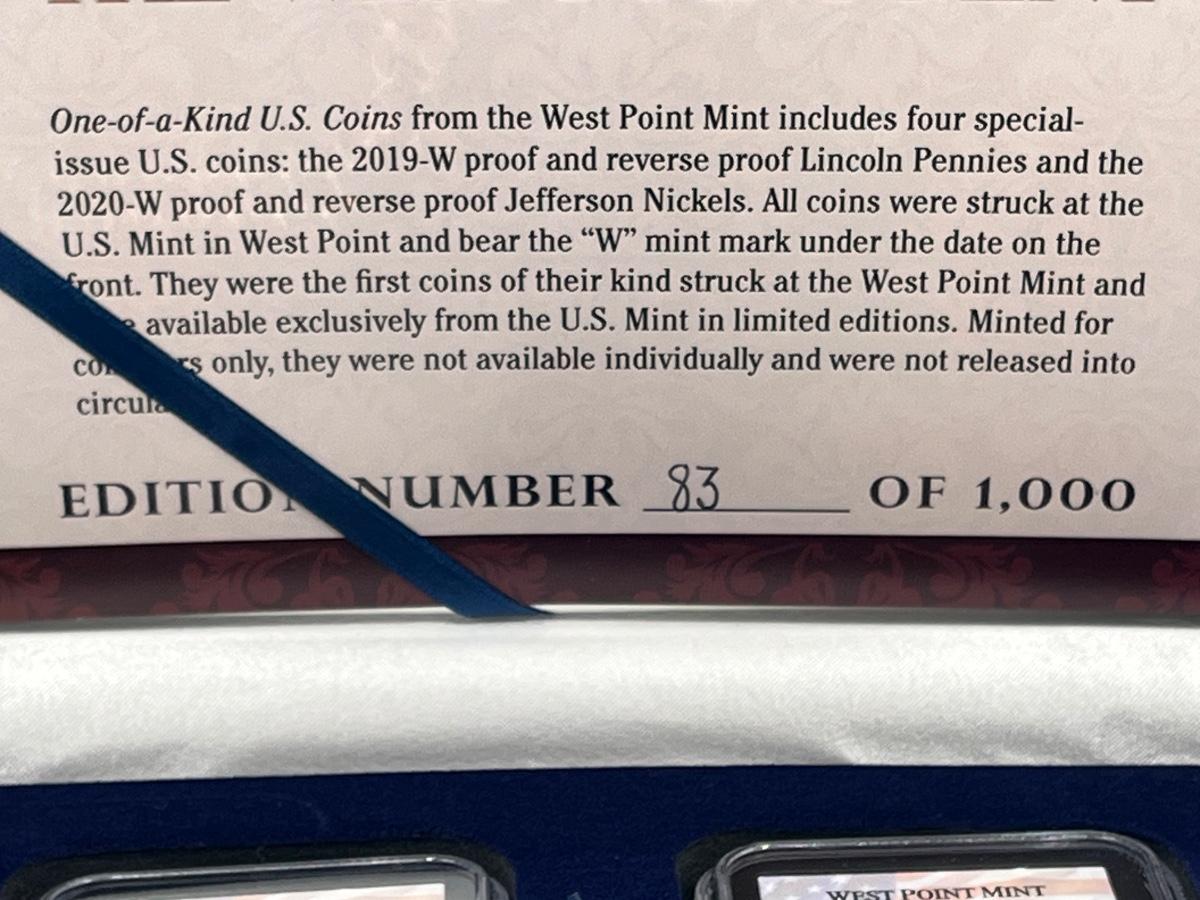 One-of-a-Kind U.S. Coins from the West Point Mint includes four special-
issue U.S. coins: the 2019-W proof and reverse proof Lincoln Pennies and the
2020-W proof and reverse proof Jefferson Nickels. All coins were struck at the
U.S. Mint in West Point and bear the “W” mint mark under the date on the
front. They were the first coins of their kind struck at the West Point Mint and
available exclusively from the U.S. Mint in limited editions. Minted for
only, they were not available individually and were not released into
EDITION NUMBER 83 OF 1,000
WEST POINT MINT